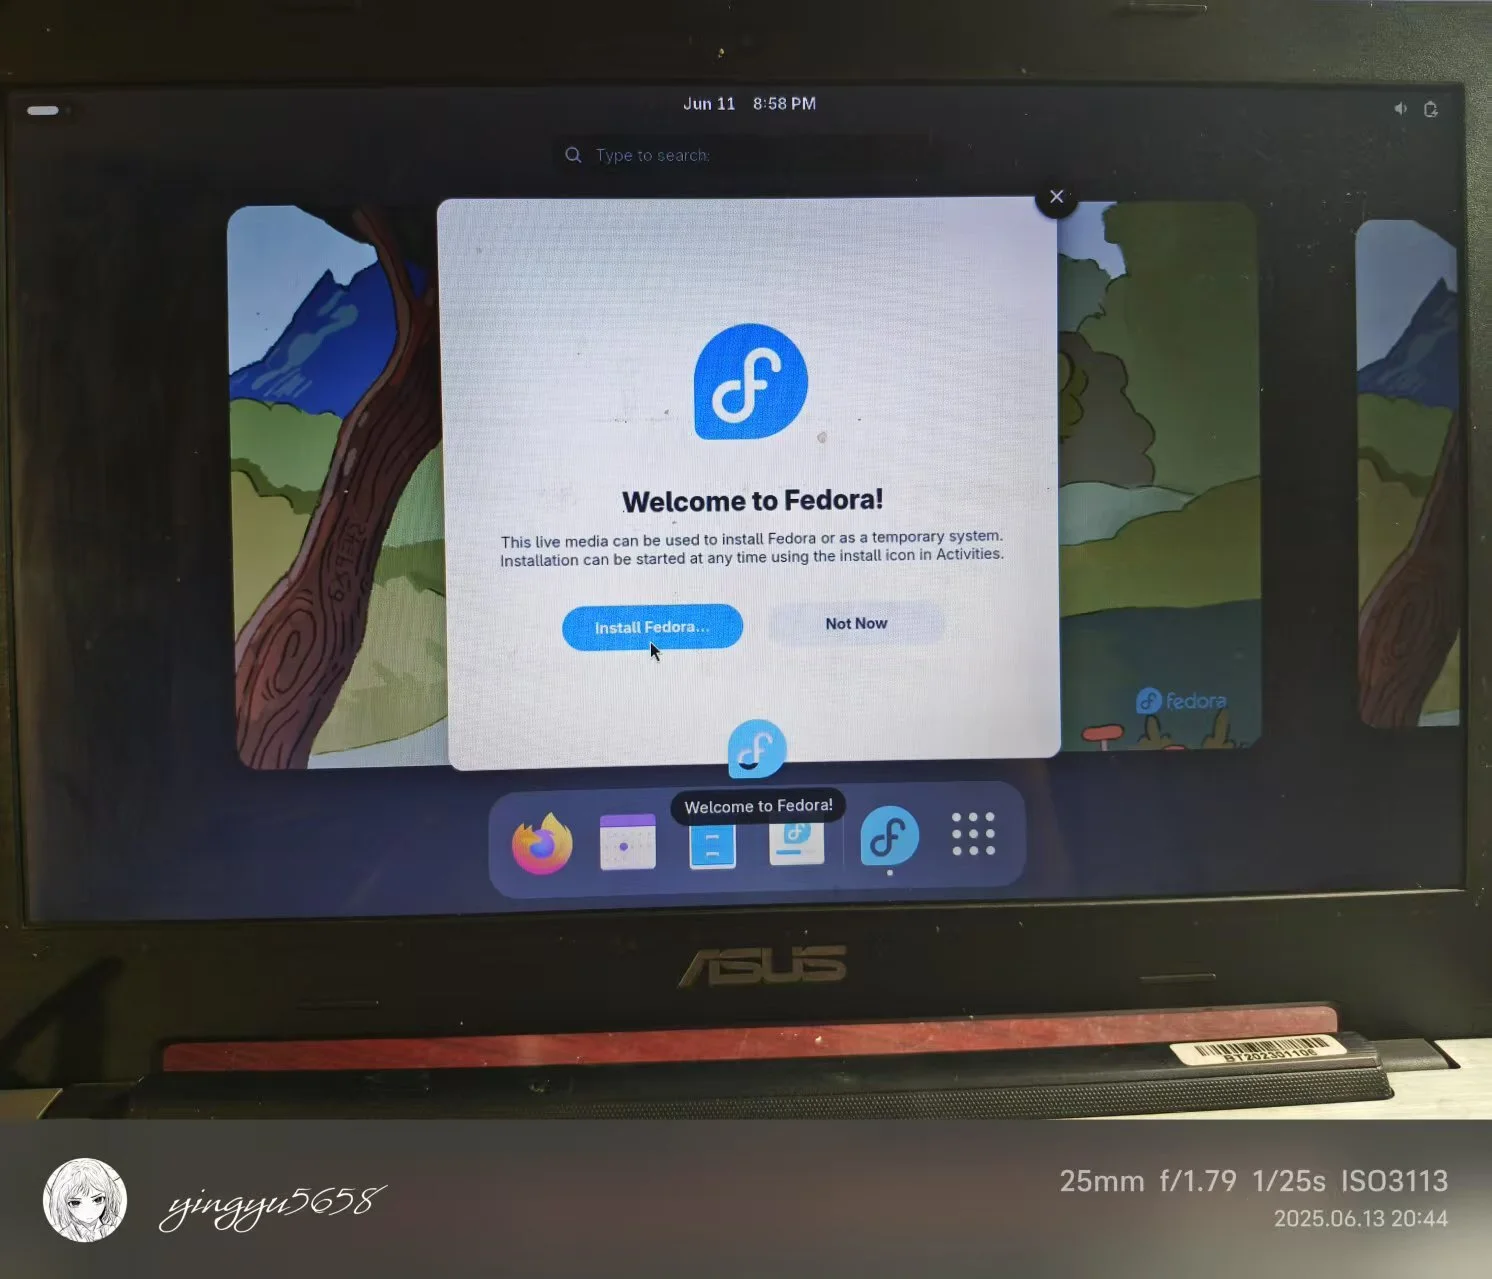 Jun 11 8:58 PM
Type to search
Welcome to Fedora!
This live media can be used to install Fedora or as a temporary system.
Installation can be started at any time using the install icon in Activities.
Install Fedora...
Not Now
fedora
Welcome to Fedora!
ASUS
BT202301106
yingyu5658
25mm f/1.79 1/25s ISO3113
2025.06.13 20:44